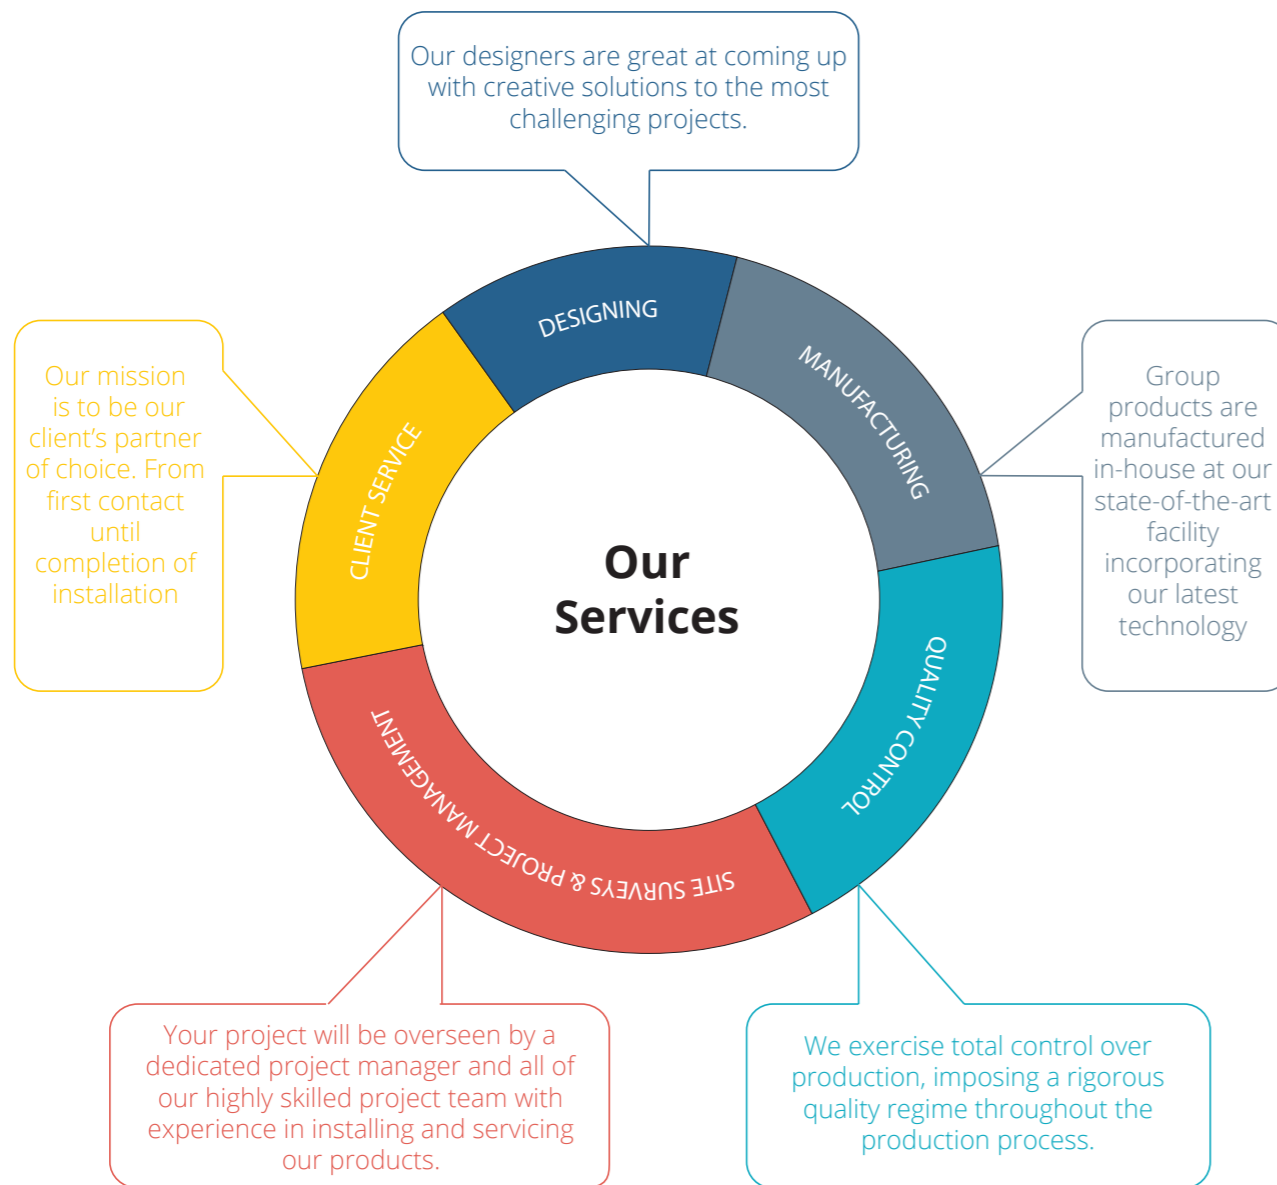 Our designers are great at coming up
with creative solutions to the most
challenging projects.
DESIGNING
MANUFACTURING
Group
products are
manufactured
in-house at our
state-of-the-art
facility
incorporating
our latest
technology
QUALITY CONTROL
We exercise total control over
production, imposing a rigorous
quality regime throughout the
production process.
SITE SURVEYS & PROJECT MANAGEMENT
Your project will be overseen by a
dedicated project manager and all of
our highly skilled project team with
experience in installing and servicing
our products.
CLIENT SERVICE
Our mission
is to be our
client’s partner
of choice. From
first contact
until
completion of
installation
Our
Services